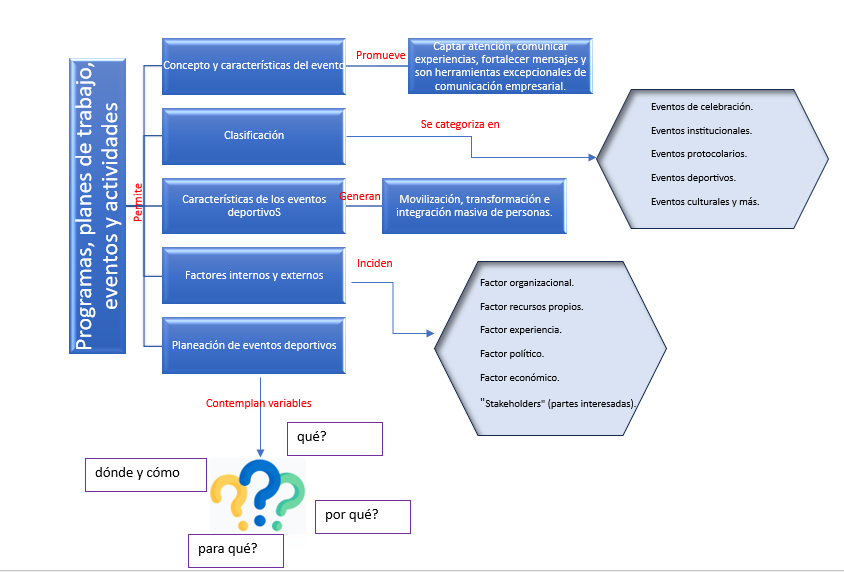 Programas, planes de trabajo,
eventos y actividades
Permite
Concepto y características del evento
Promueve
Captar atención, comunicar
experiencias, fortalecer mensajes y
son herramientas excepcionales de
comunicación empresarial.
Clasificación
Se categoriza en
Eventos de celebración.
Eventos institucionales.
Eventos protocolarios.
Eventos deportivos.
Eventos culturales y más.
Características de los eventos
deportivoS
Generan
Movilización, transformación e
integración masiva de personas.
Factores internos y externos
Inciden
Factor organizacional.
Factor recursos propios.
Factor experiencia.
Factor político.
Factor económico.
"Stakeholders" (partes interesadas).
Planeación de eventos deportivos
Contemplan variables
qué?
dónde y cómo
por qué?
para qué?